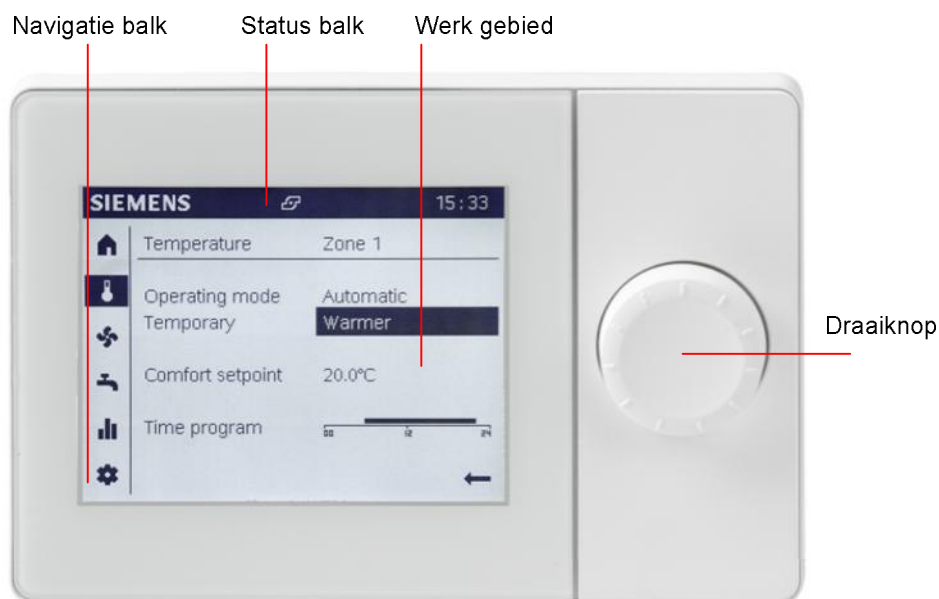 Navigatie balk Status balk Werk gebied
SIEMENS 15:33
Temperature Zone 1
Operating mode Automatic
Temporary Warmer
Draaiknop
Comfort setpoint 20.0°C
Time program
00 12 24